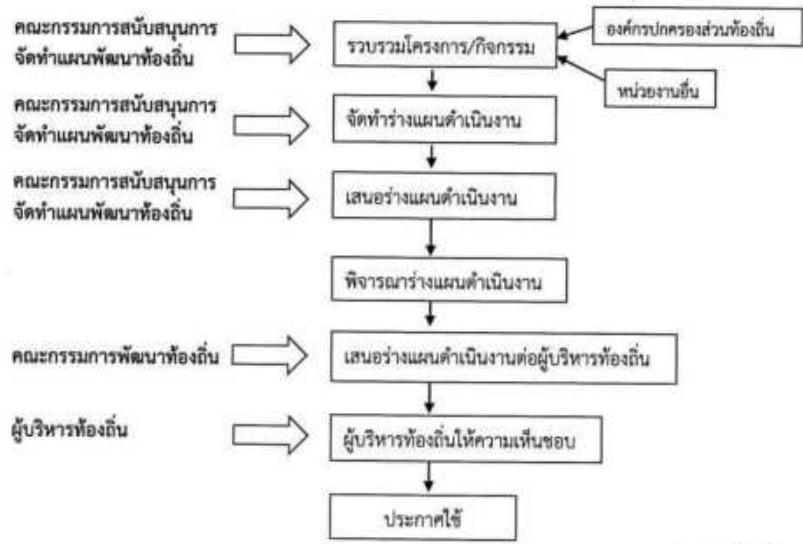 คณะกรรมการสนับสนุนการ
จัดทำแผนพัฒนาท้องถิ่น
รวบรวมโครงการ/กิจกรรม
องค์กรปกครองส่วนท้องถิ่น
หน่วยงานอื่น
คณะกรรมการสนับสนุนการ
จัดทำแผนพัฒนาท้องถิ่น
จัดทำร่างแผนดำเนินงาน
คณะกรรมการสนับสนุนการ
จัดทำแผนพัฒนาท้องถิ่น
เสนอร่างแผนดำเนินงาน
พิจารณาร่างแผนดำเนินงาน
คณะกรรมการพัฒนาท้องถิ่น
เสนอร่างแผนดำเนินงานต่อผู้บริหารท้องถิ่น
ผู้บริหารท้องถิ่น
ผู้บริหารท้องถิ่นให้ความเห็นชอบ
ประกาศใช้